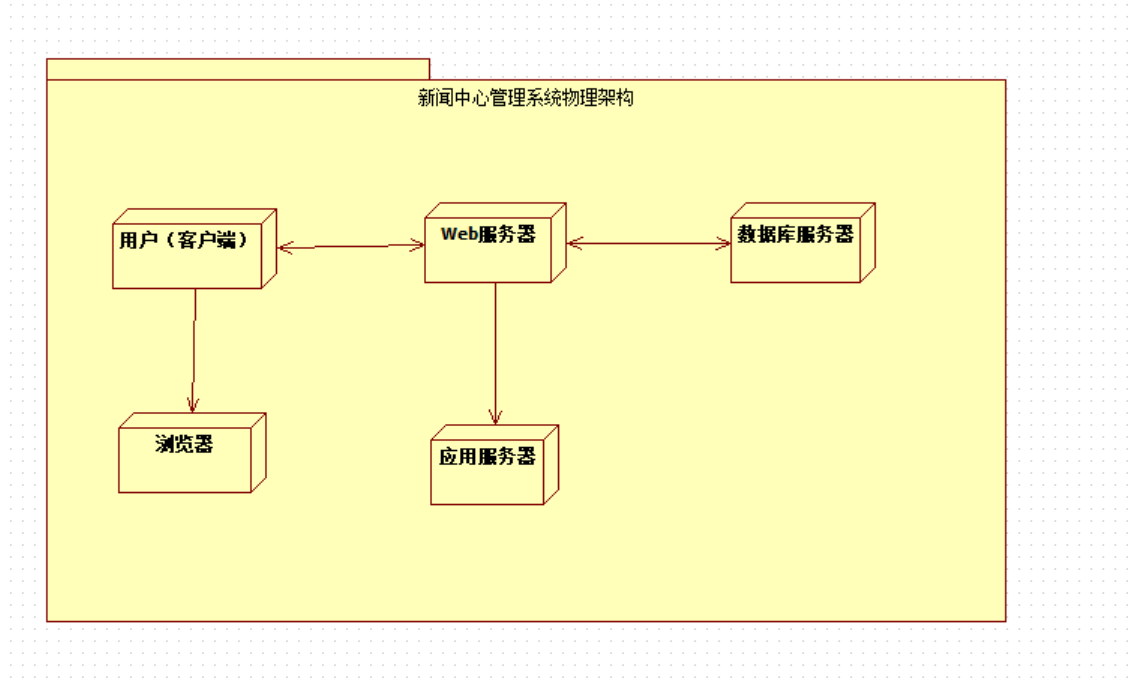 新闻中心管理系统物理架构
用户（客户端）
Web服务器
数据库服务器
浏览器
应用服务器